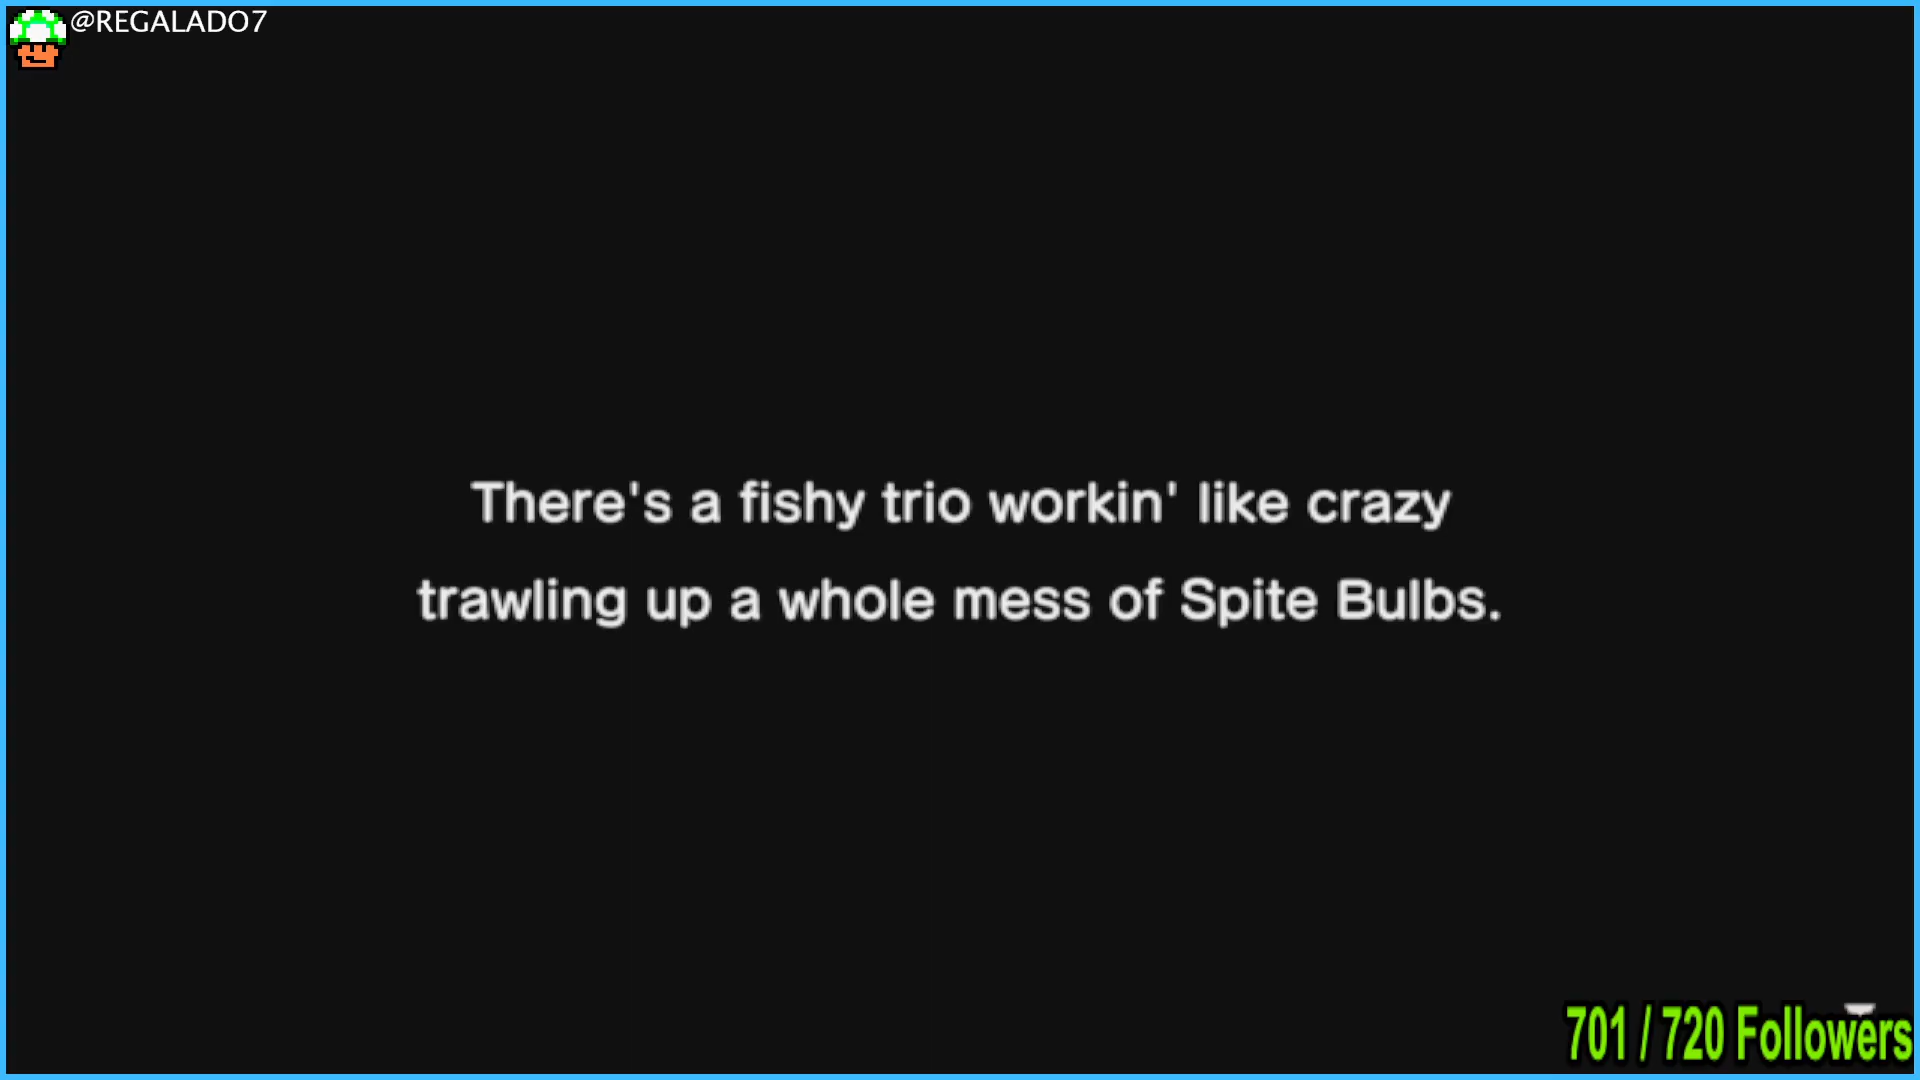 @REGALADO7
There's a fishy trio workin' like crazy
trawling up a whole mess of Spite Bulbs.
701 / 720 Followers